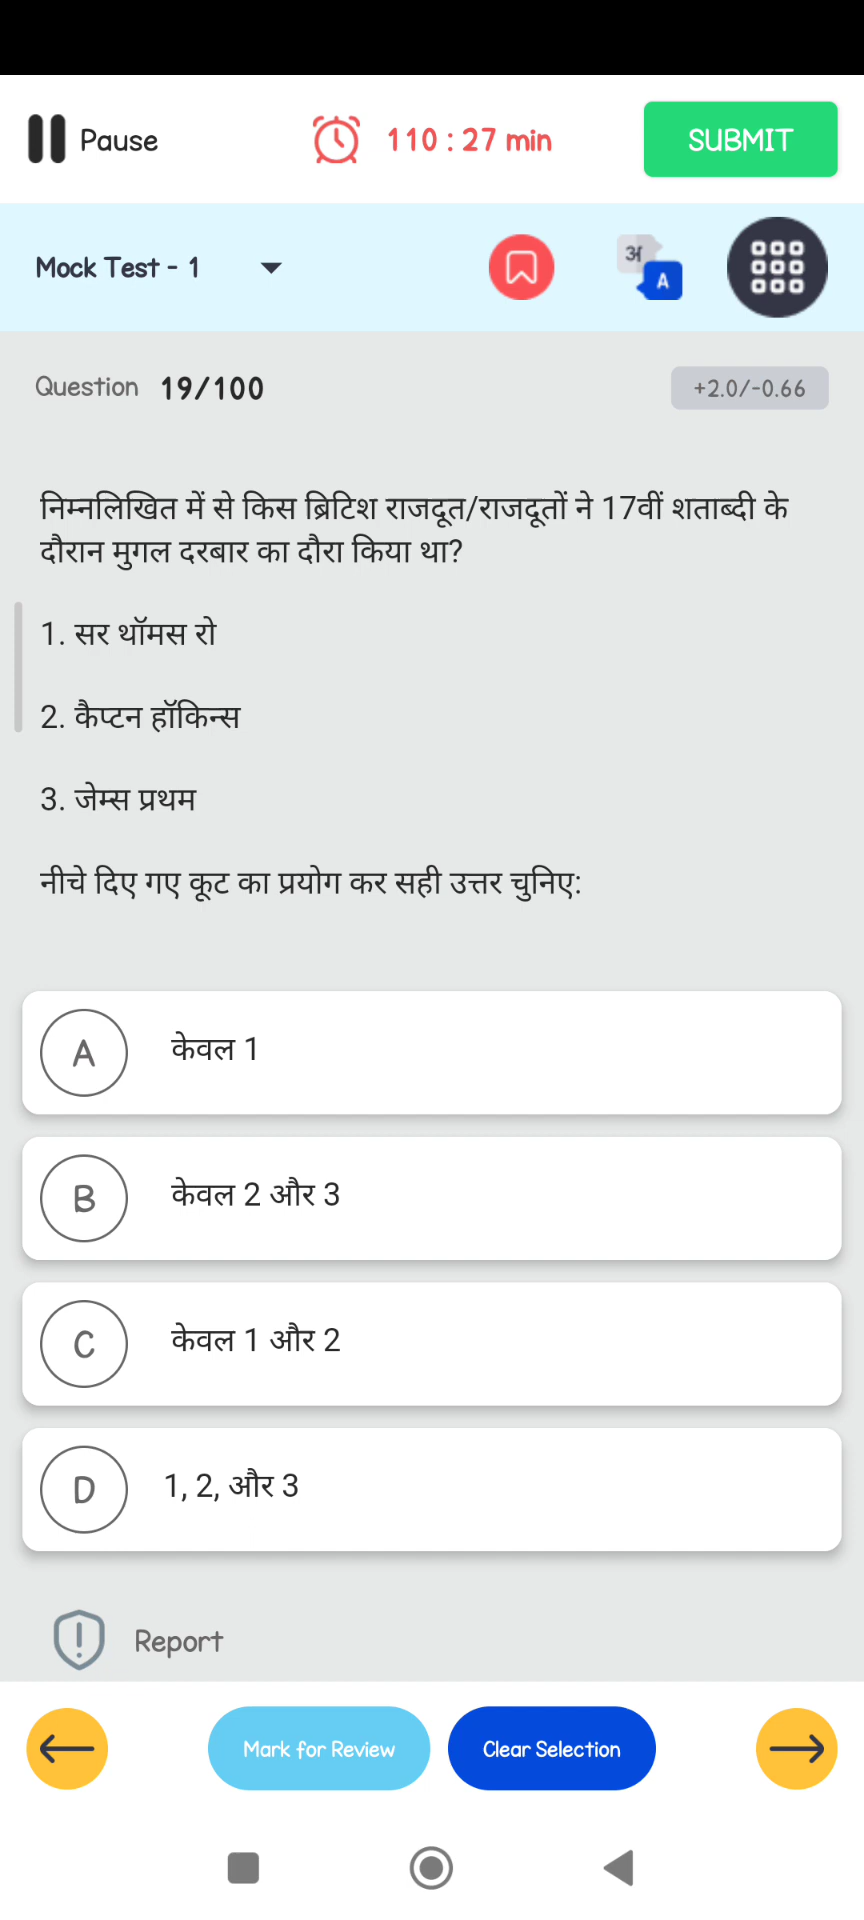 Pause
110 : 27 min
SUBMIT
Mock Test - 1
अ
A
Question 19/100
+2.0/-0.66
निम्नलिखित में से किस ब्रिटिश राजदूत/राजदूतों ने 17वीं शताब्दी के
दौरान मुगल दरबार का दौरा किया था?
1. सर थॉमस रो
2. कैप्टन हॉकिन्स
3. जेम्स प्रथम
नीचे दिए गए कूट का प्रयोग कर सही उत्तर चुनिए:
A केवल 1
B केवल 2 और 3
C केवल 1 और 2
D 1, 2, और 3
Report
Mark for Review
Clear Selection